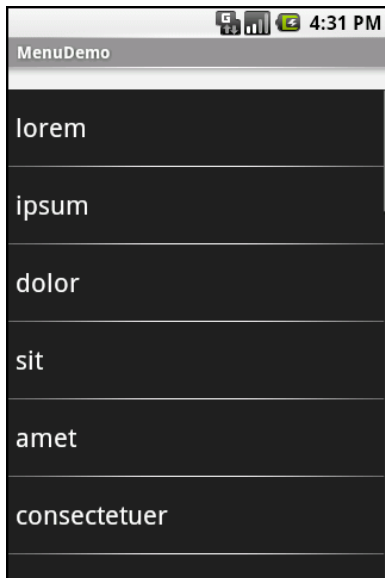 G
4:31 PM
MenuDemo
lorem
ipsum
dolor
sit
amet
consectetuer